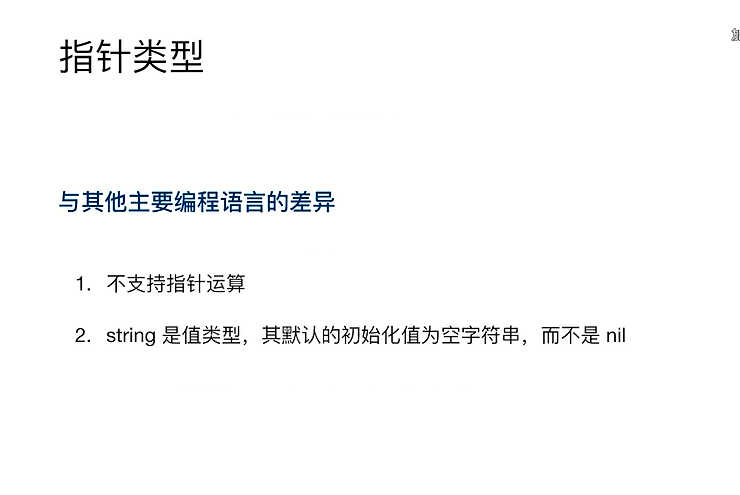 指针类型
与其他主要编程语言的差异
1. 不支持指针运算
2. string 是值类型，其默认的初始化值为空字符串，而不是 nil